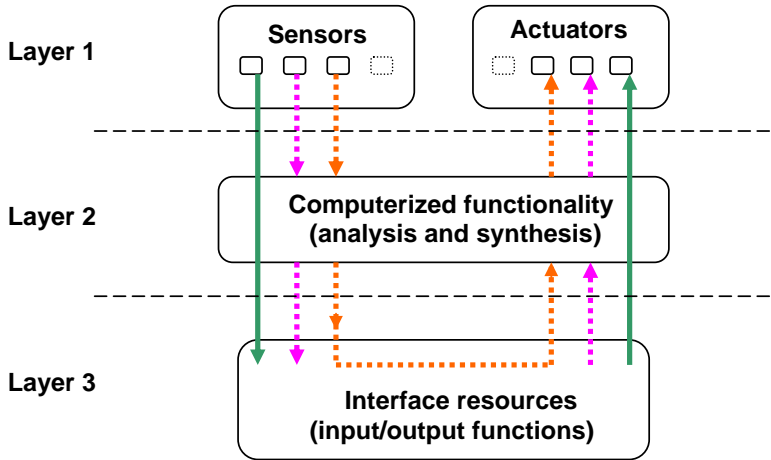 Layer 1
Sensors
Actuators
Layer 2
Computerized functionality
(analysis and synthesis)
Layer 3
Interface resources
(input/output functions)